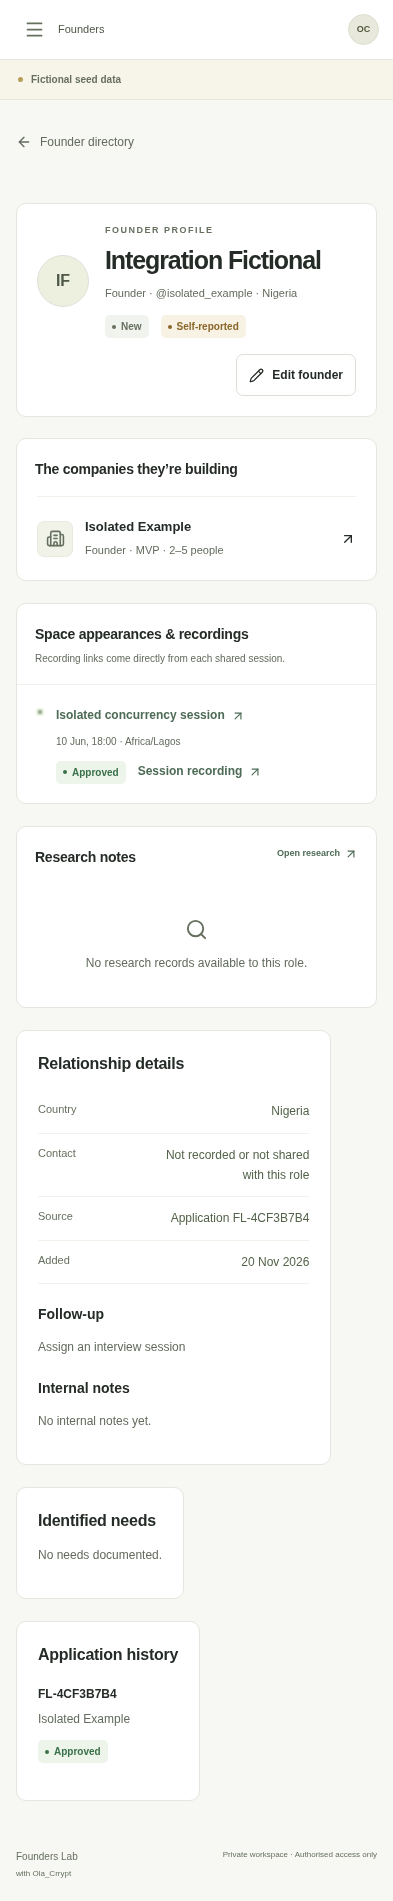 Founders
OC
Fictional seed data
Founder directory
FOUNDER PROFILE
IF
Integration Fictional
Founder · @isolated_example · Nigeria
New
Self-reported
Edit founder
The companies they’re building
Isolated Example
Founder · MVP · 2–5 people
Space appearances & recordings
Recording links come directly from each shared session.
Isolated concurrency session
10 Jun, 18:00 · Africa/Lagos
Approved
Session recording
Research notes
Open research
No research records available to this role.
Relationship details
Country
Nigeria
Contact
Not recorded or not shared
with this role
Source
Application FL-4CF3B7B4
Added
20 Nov 2026
Follow-up
Assign an interview session
Internal notes
No internal notes yet.
Identified needs
No needs documented.
Application history
FL-4CF3B7B4
Isolated Example
Approved
Founders Lab
Private workspace · Authorised access only
with Ola_Crrypt